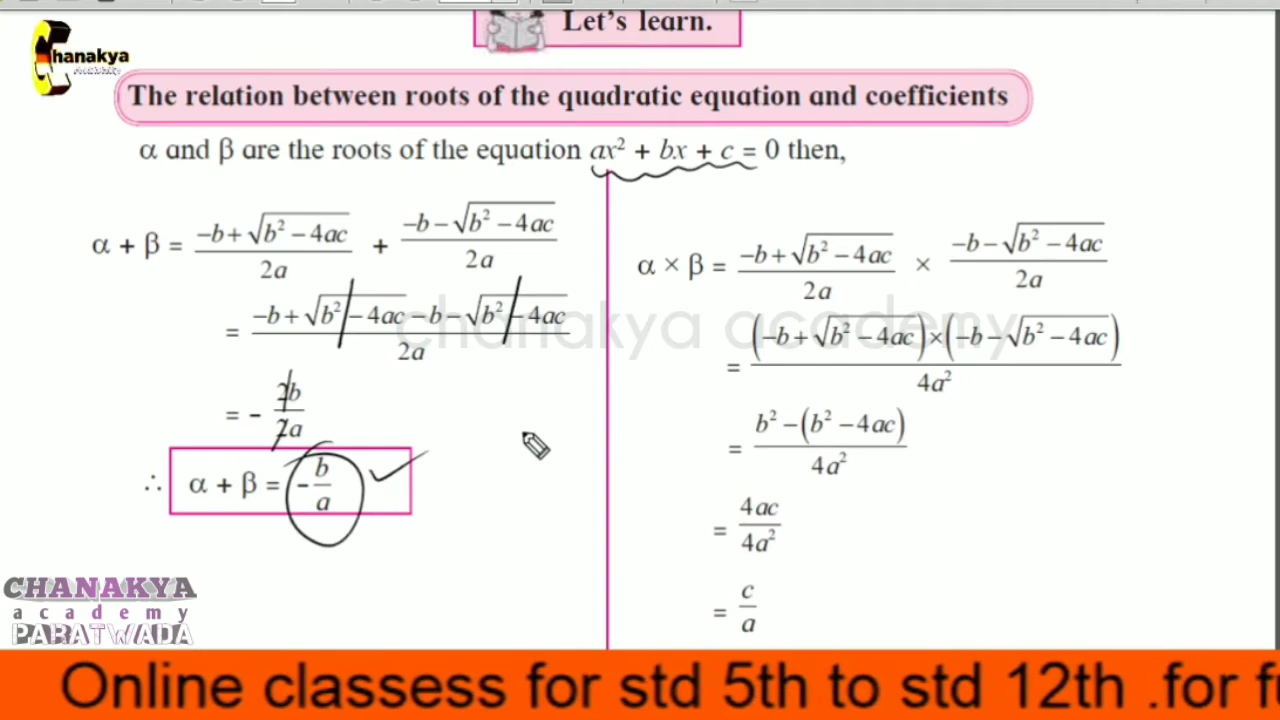 Let's learn.
Chanakya
The relation between roots of the quadratic equation and coefficients
α and β are the roots of the equation ax² + bx + c = 0 then,
α + β = (-b + √(b² - 4ac))/2a + (-b - √(b² - 4ac))/2a
= (-b + √(b² - 4ac) - b - √(b² - 4ac))/2a
= - 2b/2a
∴ α + β = - b/a
α × β = (-b + √(b² - 4ac))/2a × (-b - √(b² - 4ac))/2a
= ((-b + √(b² - 4ac)) × (-b - √(b² - 4ac)))/4a²
= (b² - (b² - 4ac))/4a²
= 4ac/4a²
= c/a
chanakya academy
CHANAKYA
academy
PARATWADA
Online classess for std 5th to std 12th .for f